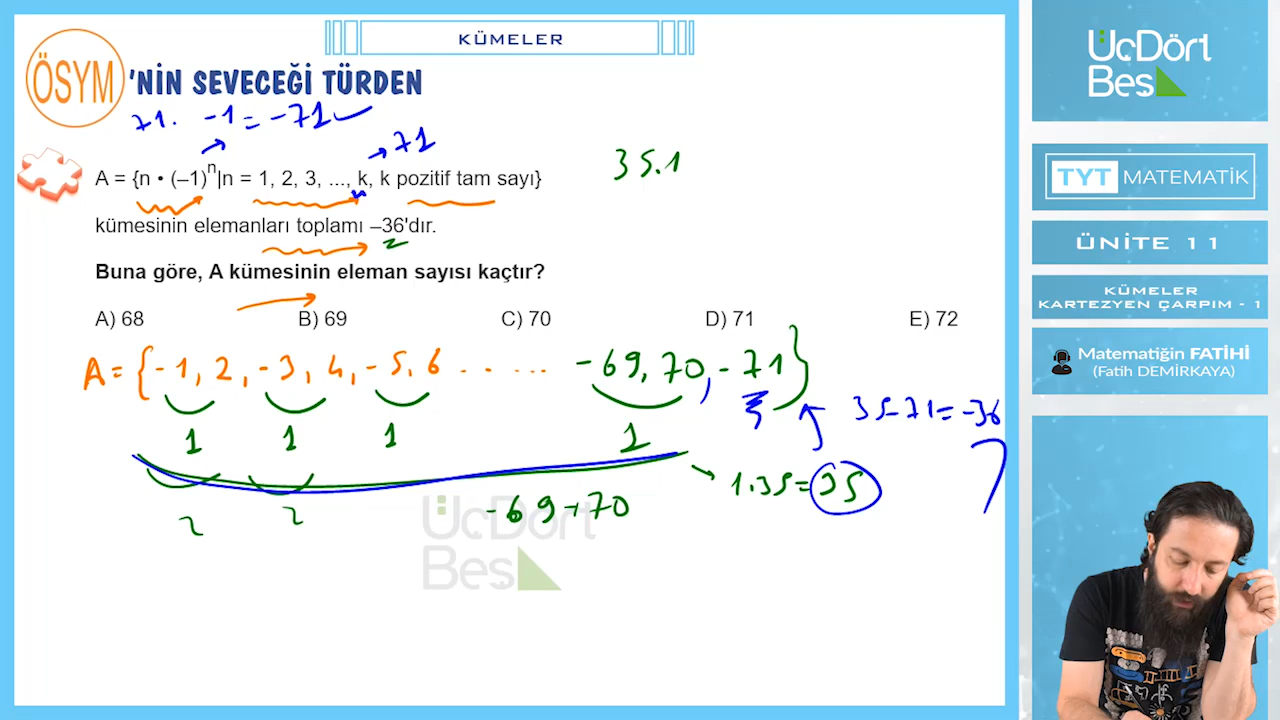 KÜMELER
ÖSYM 'NİN SEVECEĞİ TÜRDEN
71. -1 = -71
71
A = {n • (–1)^n|n = 1, 2, 3, ..., k, k pozitif tam sayı}
35.1
kümesinin elemanları toplamı –36'dır.
Buna göre, A kümesinin eleman sayısı kaçtır?
A) 68 B) 69 C) 70 D) 71 E) 72
A = {-1, 2, -3, 4, -5, 6 ........ -69, 70, -71}
35-71=-36
1 1 1 1
1.35=35
2 2
-69+70
ÜçDört
Beş
ÜçDört
Beş
TYT MATEMATİK
ÜNİTE 11
KÜMELER
KARTEZYEN ÇARPIM - 1
Matematiğin FATİHİ
(Fatih DEMİRKAYA)